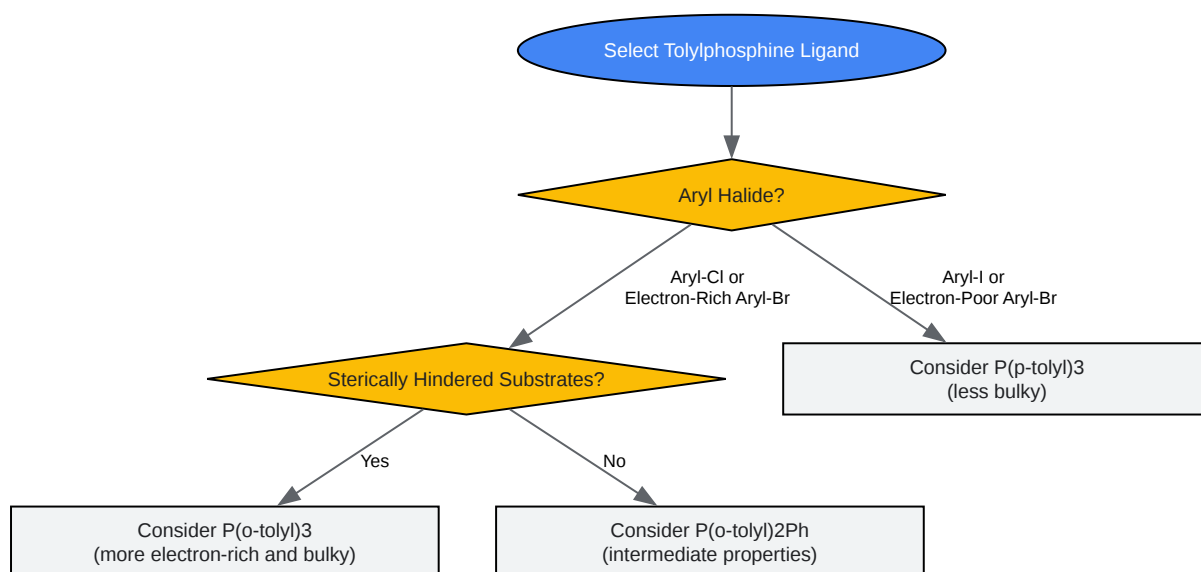 Select Tolylphosphine Ligand
Aryl Halide?
Aryl-Cl or
Electron-Rich Aryl-Br
Aryl-I or
Electron-Poor Aryl-Br
Sterically Hindered Substrates?
Consider P(p-tolyl)3
(less bulky)
Yes
No
Consider P(o-tolyl)3
(more electron-rich and bulky)
Consider P(o-tolyl)2Ph
(intermediate properties)